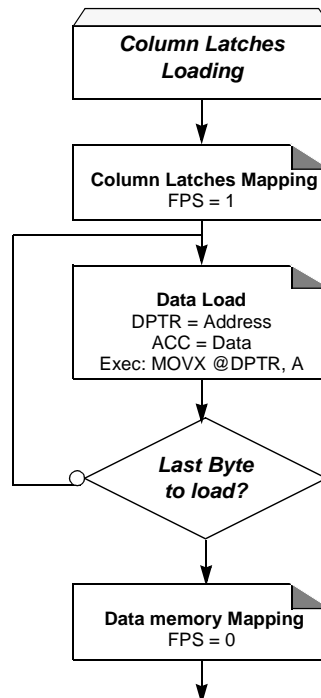 Column Latches
Loading
Column Latches Mapping
FPS = 1
Data Load
DPTR = Address
ACC = Data
Exec: MOVX @DPTR, A
Last Byte
to load?
Data memory Mapping
FPS = 0